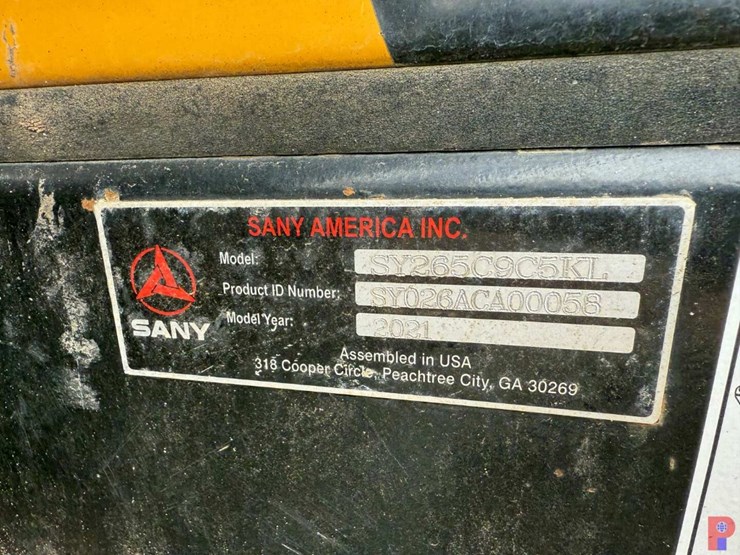 SANY AMERICA INC.
Model: SY265C9C5KL
Product ID Number: SY026ACA00058
Model Year: 2021
SANY
Assembled in USA
318 Cooper Circle, Peachtree City, GA 30269